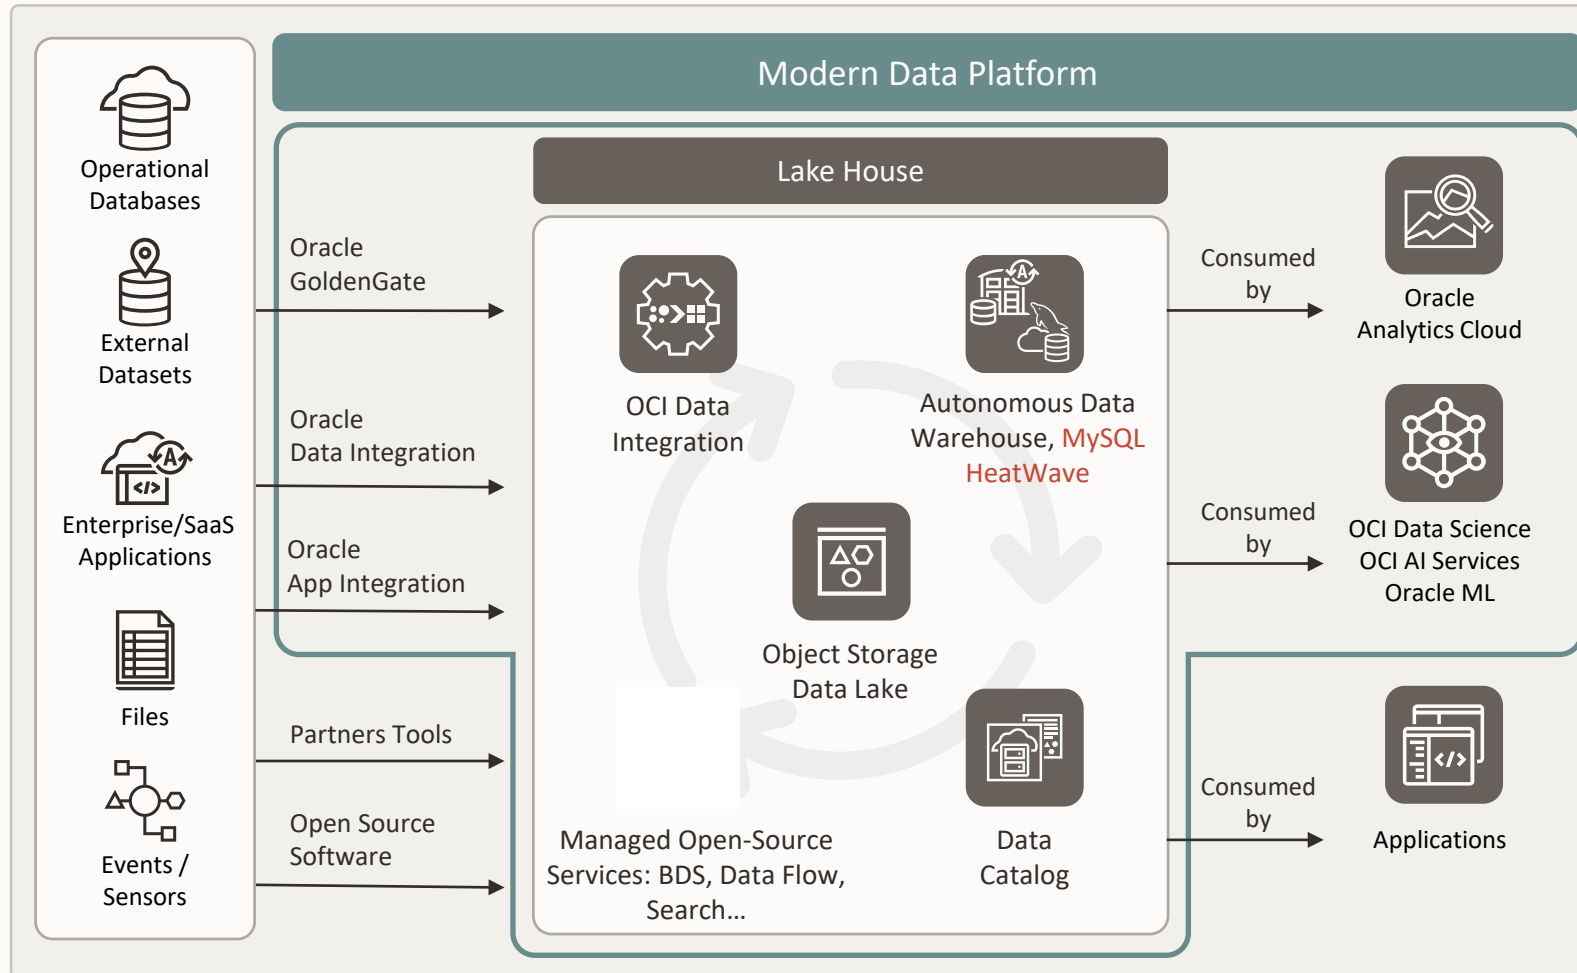 Modern Data Platform
Operational
Databases
External
Datasets
Enterprise/SaaS
Applications
Files
Events /
Sensors
Oracle
GoldenGate
Oracle
Data Integration
Oracle
App Integration
Partners Tools
Open Source
Software
Lake House
A
OCI Data
Integration
Autonomous Data
Warehouse, MySQL
HeatWave
Object Storage
Data Lake
Managed Open-Source
Services: BDS, Data Flow,
Search...
Data
Catalog
Consumed
by
Consumed
by
Consumed
by
Oracle
Analytics Cloud
OCI Data Science
OCI AI Services
Oracle ML
</>
Applications
A
</>